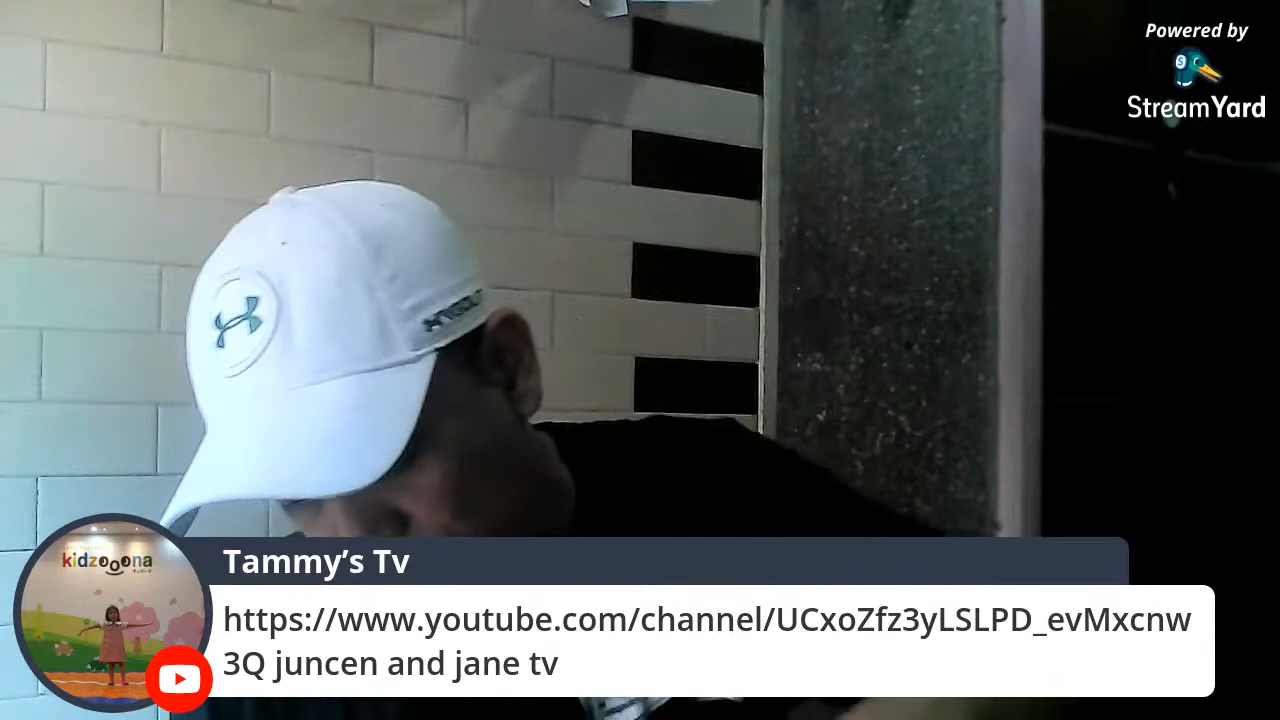 Powered by
StreamYard
kidzooona
Tammy's Tv
https://www.youtube.com/channel/UCxoZfz3yLSLPD_evMxcnw
3Q juncen and jane tv